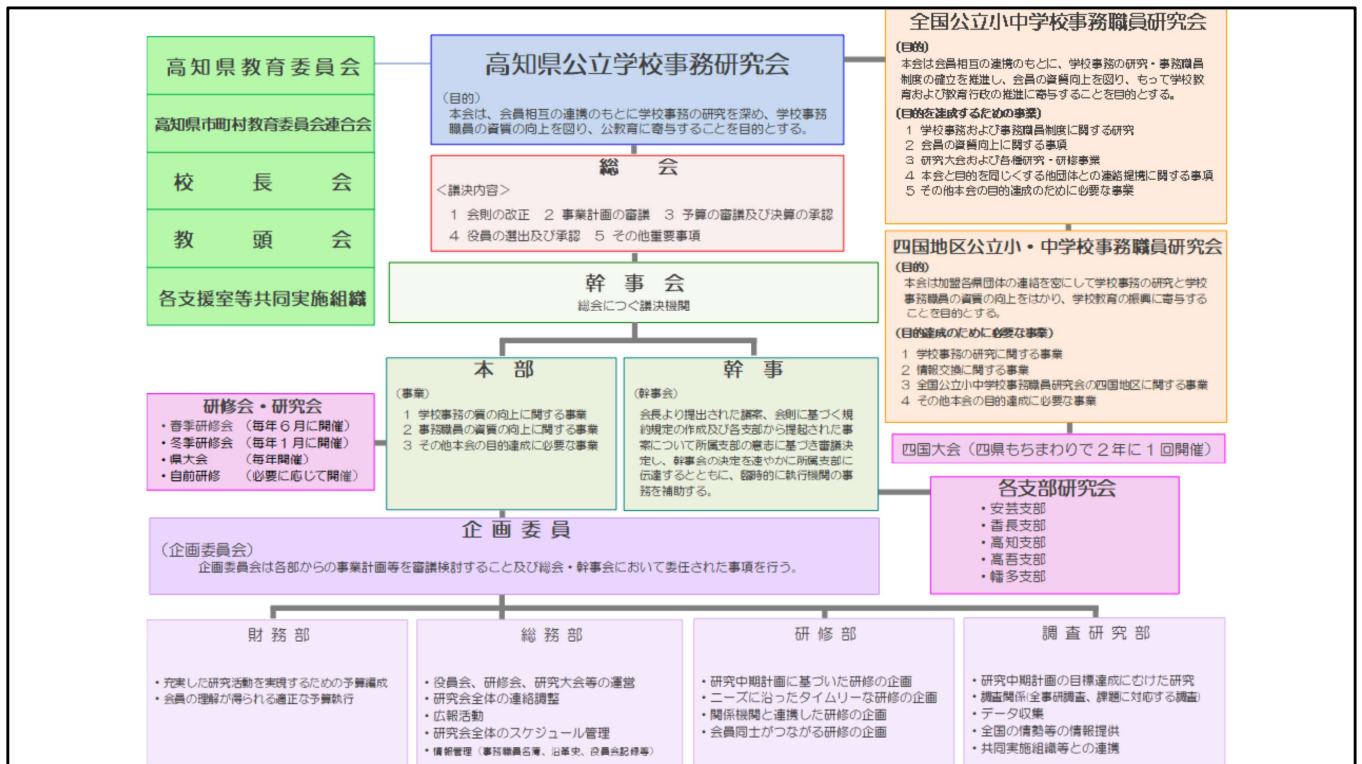 高知県教育委員会
高知県市町村教育委員会連合会
校長会
教頭会
各支援室等共同実施組織
高知県公立学校事務研究会
(目的)
本会は、会員相互の連携のもとに学校事務の研究を深め、学校事務
職員の資質の向上を図り、公教育に寄与することを目的とする。
総会
<議決内容>
1 会則の改正 2 事業計画の審議 3 予算の審議及び決算の承認
4 役員の選出及び承認 5 その他重要事項
幹事会
総会につぐ議決機関
全国公立小中学校事務職員研究会
(目的)
本会は会員相互の連携のもとに、学校事務の研究・事務職員
制度の確立を推進し、会員の資質向上を図り、もって学校教
育および教育行政の推進に寄与することを目的とする。
(目的を達成するための事業)
1 学校事務および事務職員制度に関する研究
2 会員の資質向上に関する事項
3 研究大会および各種研究・研修事業
4 本会と目的を同じくする他団体との連絡提携に関する事項
5 その他本会の目的達成のために必要な事業
四国地区公立小・中学校事務職員研究会
(目的)
本会は加盟各県団体の連絡を密にして学校事務の研究と学校
事務職員の資質の向上をはかり、学校教育の振興に寄与する
ことを目的とする。
(目的達成のために必要な事業)
1 学校事務の研究に関する事業
2 情報交換に関する事業
3 全国公立小中学校事務職員研究会の四国地区に関する事業
4 その他本会の目的達成に必要な事業
四国大会(四県もちまわりで2年に1回開催)
本部
(事業)
1 学校事務の質の向上に関する事業
2 事務職員の資質の向上に関する事業
3 その他本会の目的達成に必要な事業
幹事
(幹事会)
会長より提出された議案、会則に基づく規
約規定の作成及び各支部から提起された事
案について所属支部の意志に基づき審議決
定し、幹事会の決定を速やかに所属支部に
伝達するとともに、臨時的に執行機関の事
務を補助する。
研修会・研究会
・春季研修会 (毎年6月に開催)
・冬季研修会 (毎年1月に開催)
・県大会 (毎年開催)
・自前研修 (必要に応じて開催)
各支部研究会
・安芸支部
・香長支部
・高知支部
・高吾支部
・幡多支部
企画委員
(企画委員会)
企画委員会は各部からの事業計画等を審議検討すること及び総会・幹事会において委任された事項を行う。
財務部
・充実した研究活動を実現するための予算編成
・会員の理解が得られる適正な予算執行
総務部
・役員会、研修会、研究大会等の運営
・研究会全体の連絡調整
・広報活動
・研究会全体のスケジュール管理
・情報管理(事務職員名簿、沿革史、役員会記録等)
研修部
・研究中期計画に基づいた研修の企画
・ニーズに沿ったタイムリーな研修の企画
・関係機関と連携した研修の企画
・会員同士がつながる研修の企画
調査研究部
・研究中期計画の目標達成にむけた研究
・調査関係(全事研調査、課題に対応する調査)
・データ収集
・全国の情勢等の情報提供
・共同実施組織等との連携